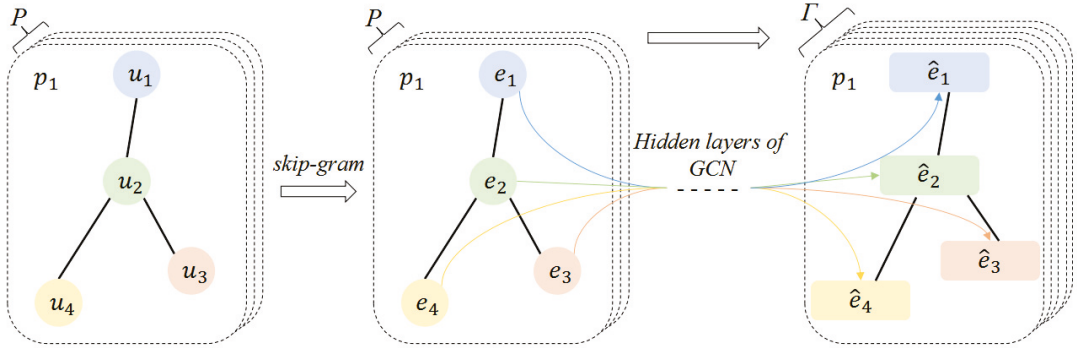 P
p₁
u₁
u₂
u₃
u₄
skip-gram
P
p₁
e₁
e₂
e₃
e₄
Hidden layers of
GCN
Γ
p₁
ê₁
ê₂
ê₃
ê₄